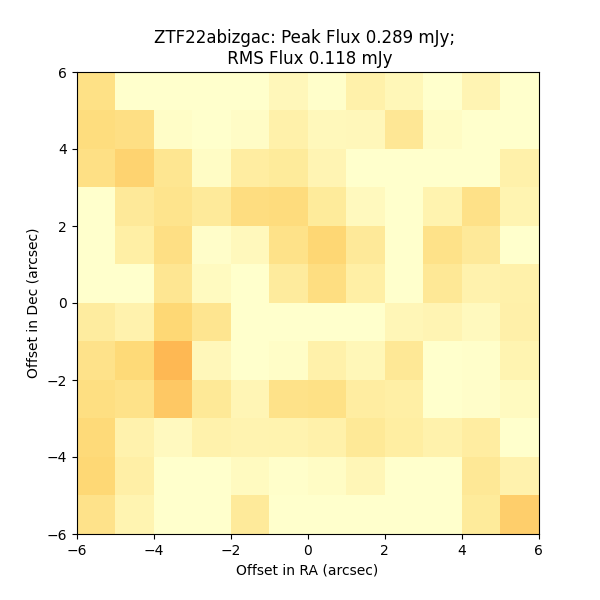 ZTF22abizgac: Peak Flux 0.289 mJy;
RMS Flux 0.118 mJy
6
4
2
0
−2
−4
−6
Offset in Dec (arcsec)
−6 −4 −2 0 2 4 6
Offset in RA (arcsec)